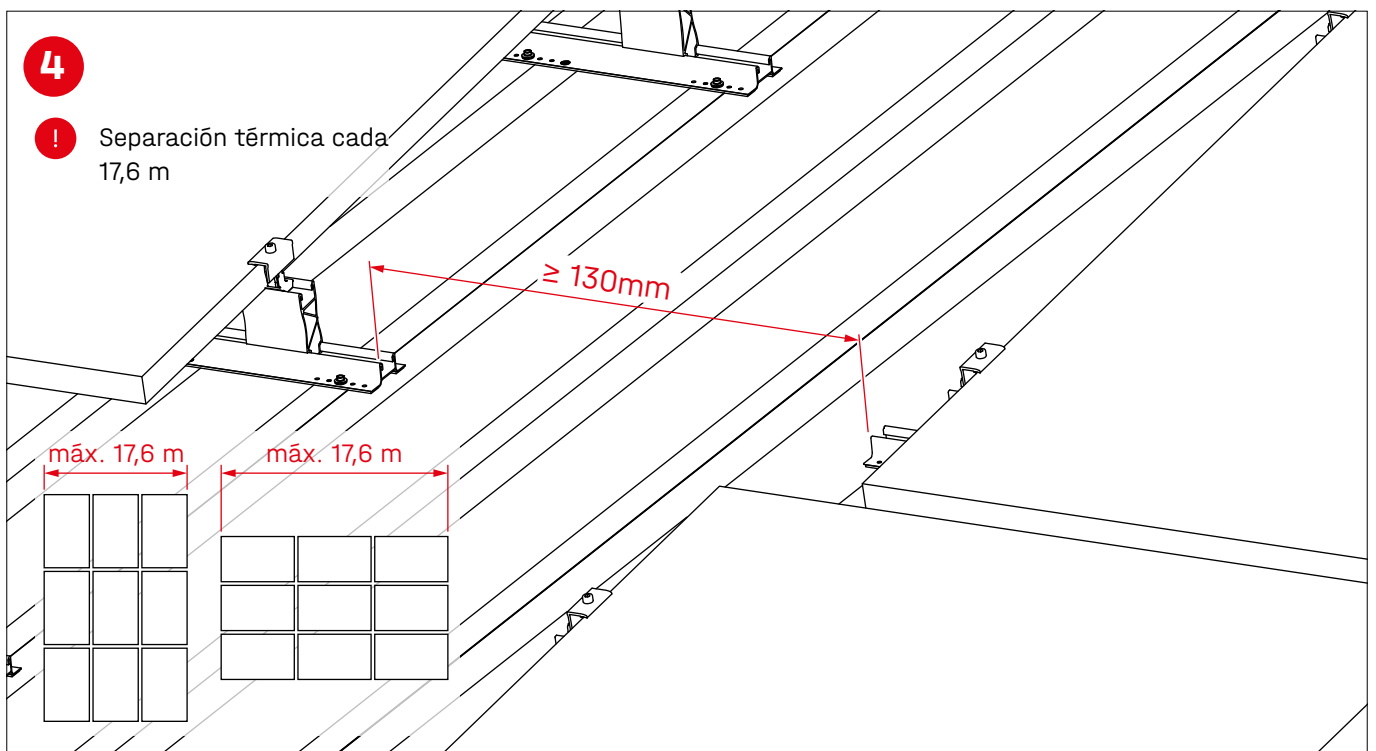 4
! Separación térmica cada
17,6 m
≥ 130mm
máx. 17,6 m
máx. 17,6 m